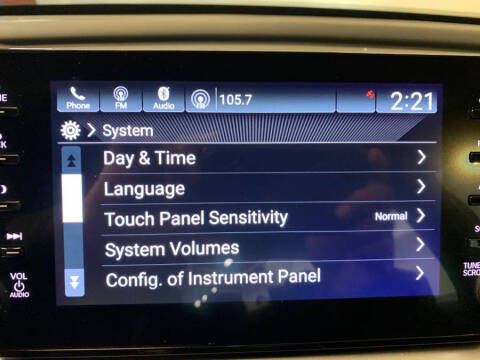 Phone
FM
Audio
105.7
2:21
System
Day & Time
Language
Touch Panel Sensitivity Normal
System Volumes
Config. of Instrument Panel
VOL
AUDIO